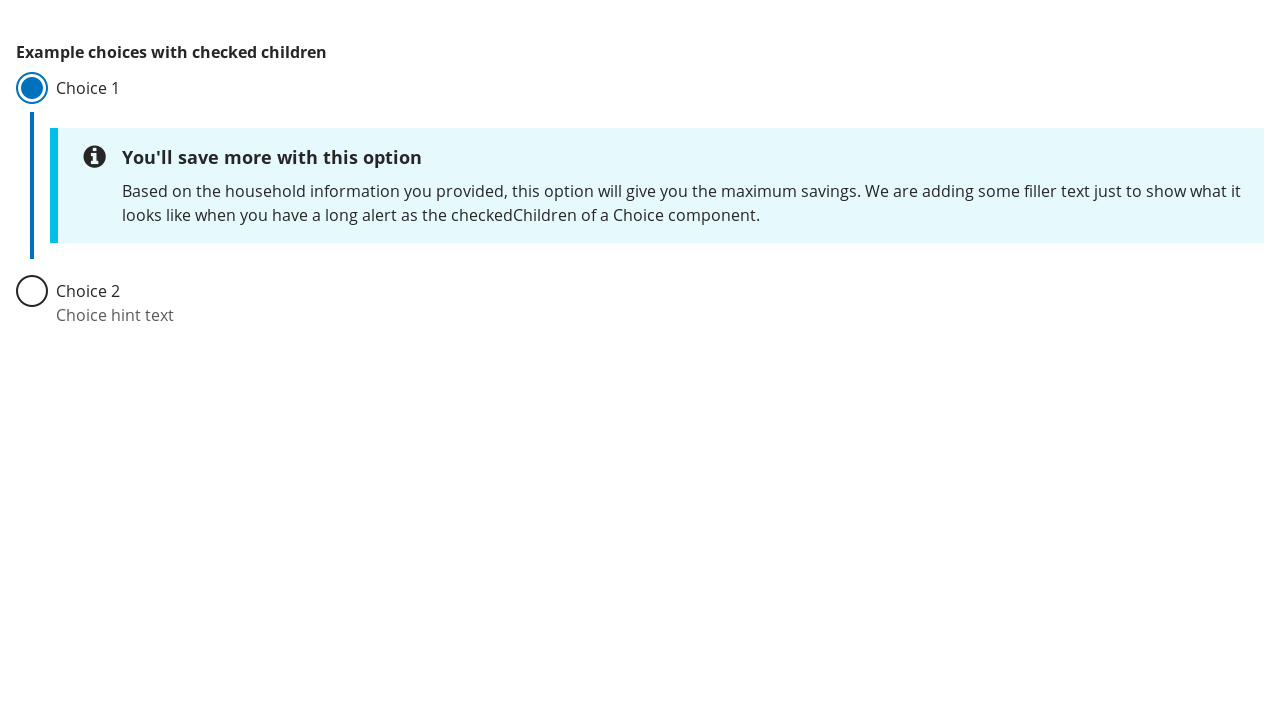 Example choices with checked children
Choice 1
You'll save more with this option
Based on the household information you provided, this option will give you the maximum savings. We are adding some filler text just to show what it
looks like when you have a long alert as the checkedChildren of a Choice component.
Choice 2
Choice hint text